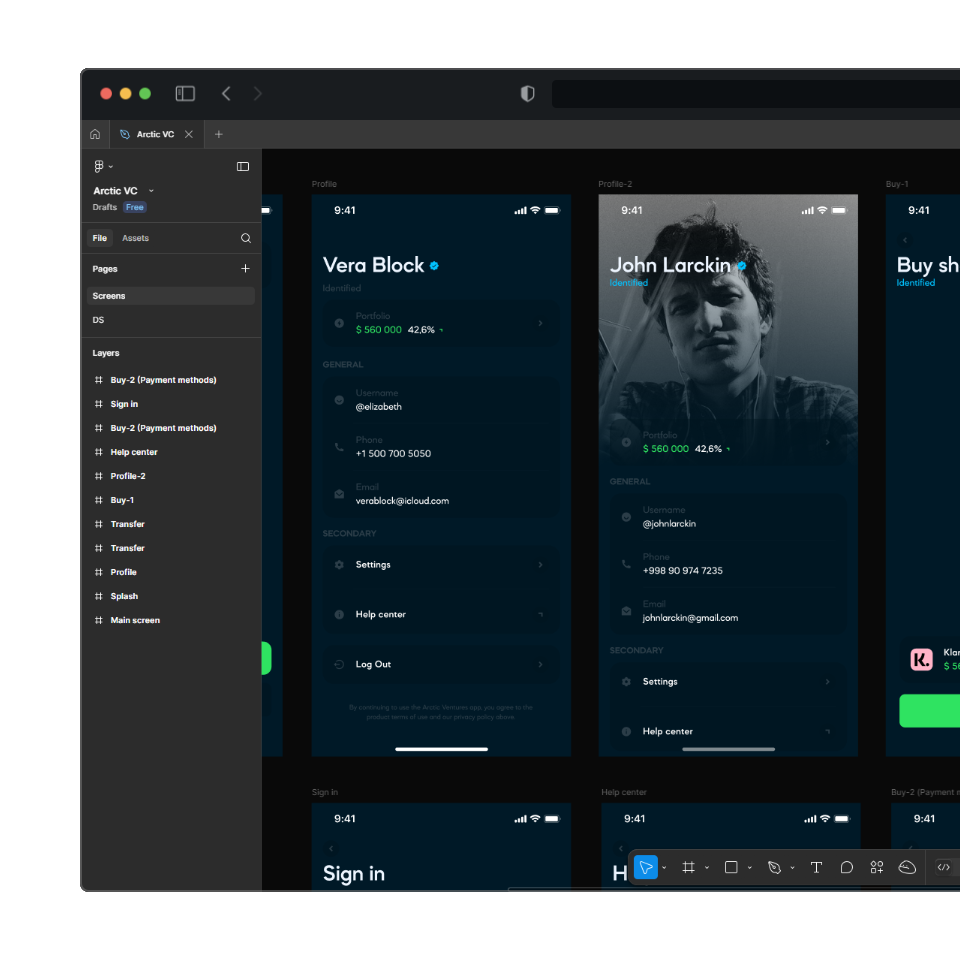 Arctic VC
Arctic VC
Drafts Free
File Assets
Pages
Screens
DS
Layers
Buy-2 (Payment methods)
Sign in
Buy-2 (Payment methods)
Help center
Profile-2
Buy-1
Transfer
Transfer
Profile
Splash
Main screen
Profile
9:41
Vera Block
Identified
Portfolio
$ 560 000 42,6%
GENERAL
Username
@elizabeth
Phone
+1 500 700 5050
Email
verablock@icloud.com
SECONDARY
Settings
Help center
Log Out
By continuing to use the Arctic Ventures app, you agree to the
product terms of use and our privacy policy above.
Profile-2
9:41
John Larckin
Identified
Portfolio
$ 560 000 42,6%
GENERAL
Username
@johnlarckin
Phone
+998 90 974 7235
Email
johnlarckin@gmail.com
SECONDARY
Settings
Help center
Buy-1
9:41
Buy sh
Identified
K.
Klar
$ 56
Sign in
9:41
Sign in
Help center
9:41
H
Buy-2 (Payment m
9:41